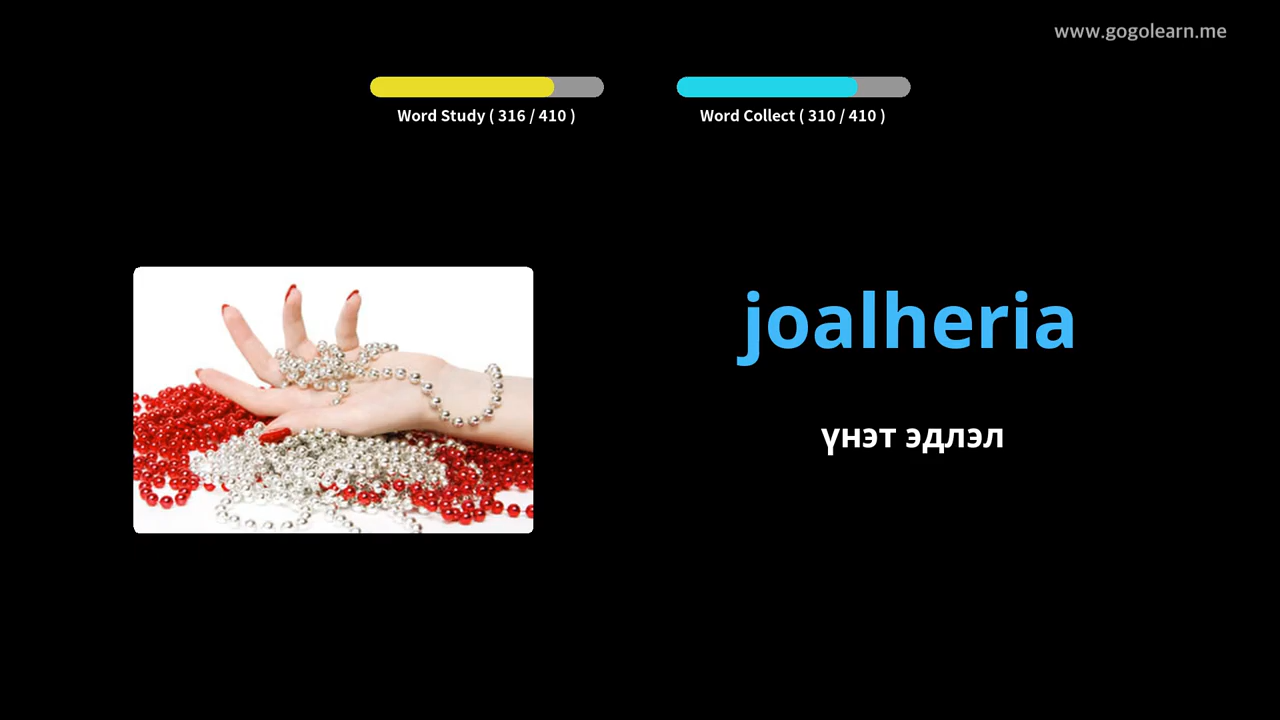 www.gogolearn.me
Word Study ( 316 / 410 )
Word Collect ( 310 / 410 )
joalheria
үнэт эдлэл